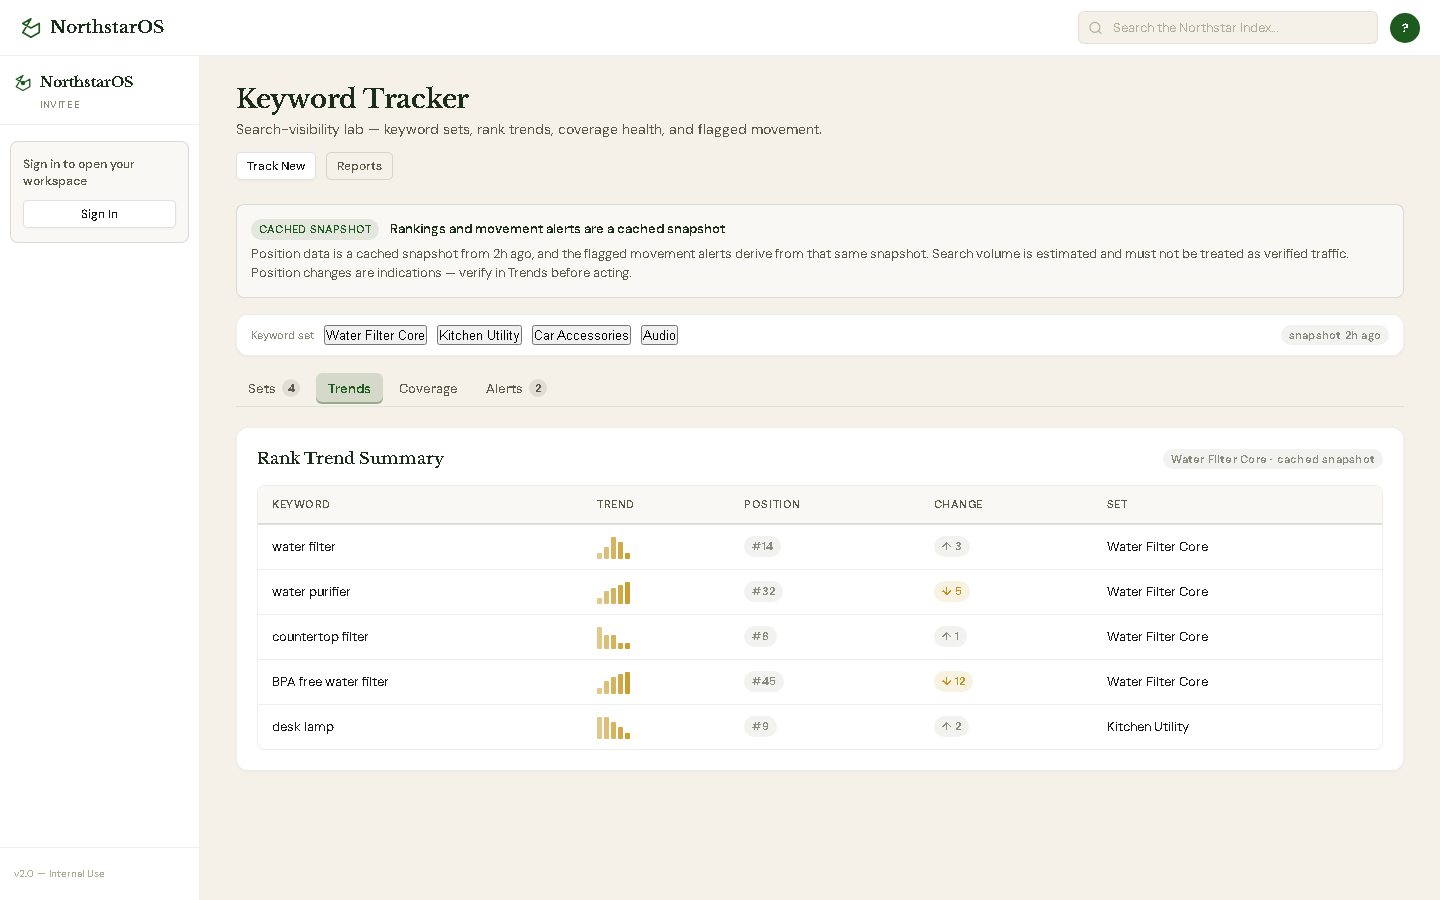 NorthstarOS
Search the Northstar Index...
?
NorthstarOS
INVITEE
Sign in to open your
workspace
Sign In
v2.0 — Internal Use
Keyword Tracker
Search-visibility lab — keyword sets, rank trends, coverage health, and flagged movement.
Track New
Reports
CACHED SNAPSHOT Rankings and movement alerts are a cached snapshot
Position data is a cached snapshot from 2h ago, and the flagged movement alerts derive from that same snapshot. Search volume is estimated and must not be treated as verified traffic.
Position changes are indications — verify in Trends before acting.
Keyword set Water Filter Core Kitchen Utility Car Accessories Audio snapshot 2h ago
Sets 4 Trends Coverage Alerts 2
Rank Trend Summary Water Filter Core · cached snapshot
KEYWORD TREND POSITION CHANGE SET
water filter #14 ↑ 3 Water Filter Core
water purifier #32 ↓ 5 Water Filter Core
countertop filter #6 ↑ 1 Water Filter Core
BPA free water filter #45 ↓ 12 Water Filter Core
desk lamp #9 ↑ 2 Kitchen Utility